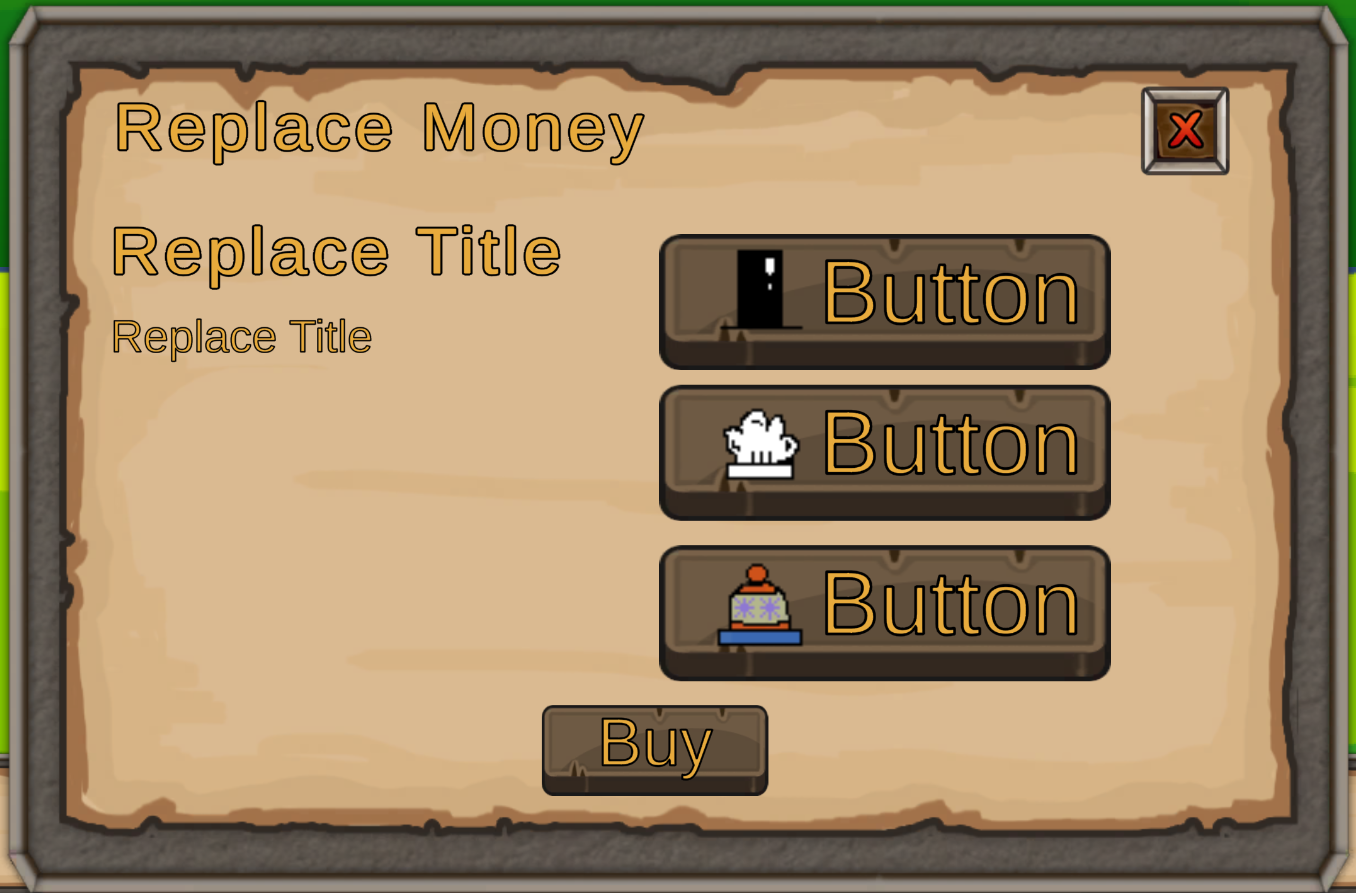 Replace Money
X
Replace Title
Replace Title
Button
Button
Button
Buy